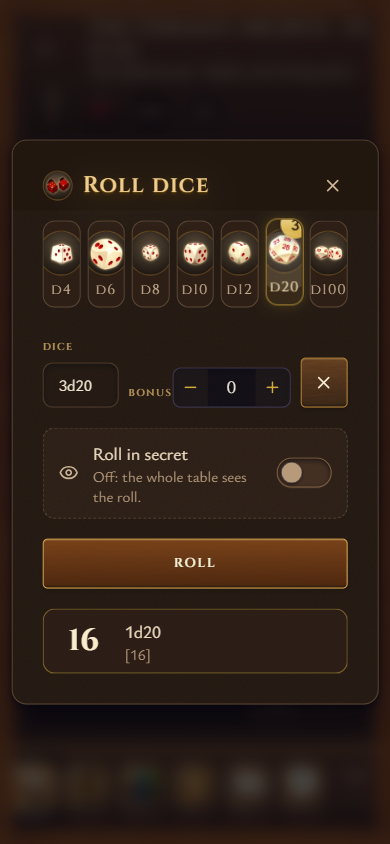 Roll dice
3
D4 D6 D8 D10 D12 D20 D100
DICE
3d20 BONUS − 0 +
Roll in secret
Off: the whole table sees
the roll.
ROLL
16 1d20
[16]